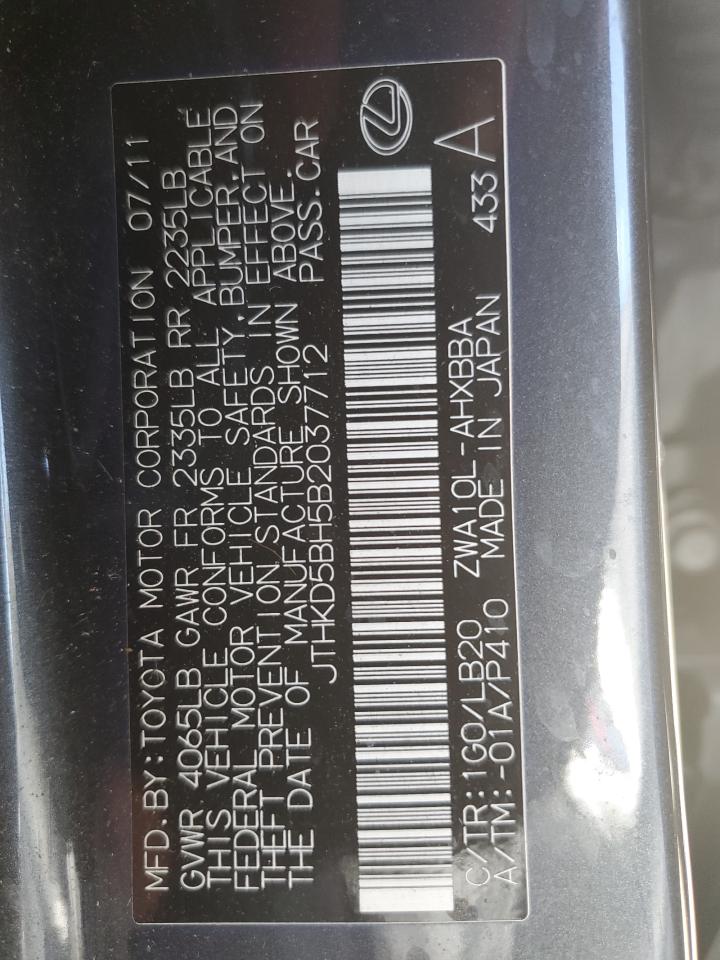 MFD.BY:TOYOTA MOTOR CORPORATION 07/11
GVWR 4065LB GAWR FR 2335LB RR 2235LB
THIS VEHICLE CONFORMS TO ALL APPLICABLE
FEDERAL MOTOR VEHICLE SAFETY,BUMPER,AND
THEFT PREVENTION STANDARDS IN EFFECT ON
THE DATE OF MANUFACTURE SHOWN ABOVE.
JTHKD5BH5B2037712 PASS.CAR
C/TR:1G0/LB20 ZWA10L-AHXBBA
A/TM:-01A/P410 MADE IN JAPAN 433 A